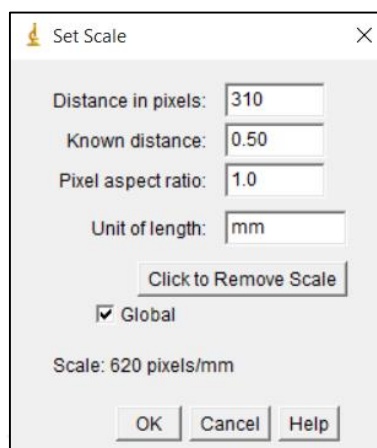 Set Scale
Distance in pixels: 310
Known distance: 0.50
Pixel aspect ratio: 1.0
Unit of length: mm
Click to Remove Scale
Global
Scale: 620 pixels/mm
OK Cancel Help